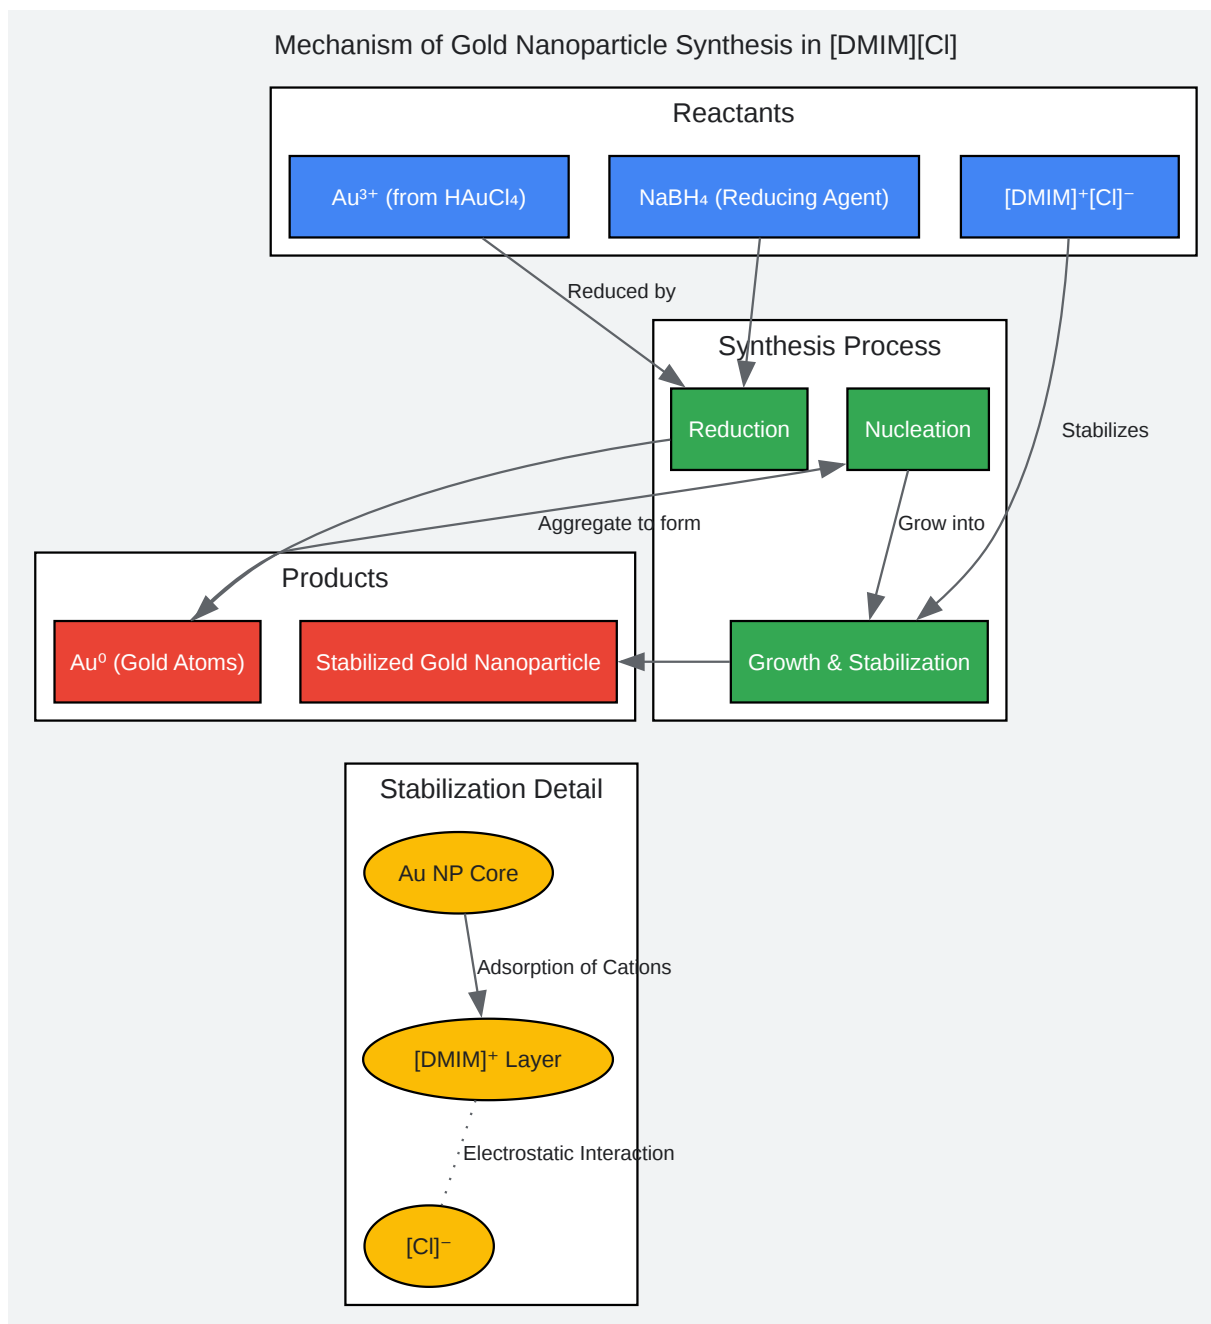 Mechanism of Gold Nanoparticle Synthesis in [DMIM][Cl]
Reactants
Au³⁺ (from HAuCl₄)
NaBH₄ (Reducing Agent)
[DMIM]⁺[Cl]⁻
Reduced by
Synthesis Process
Reduction
Nucleation
Stabilizes
Aggregate to form
Grow into
Products
Au⁰ (Gold Atoms)
Stabilized Gold Nanoparticle
Growth & Stabilization
Stabilization Detail
Au NP Core
Adsorption of Cations
[DMIM]⁺ Layer
Electrostatic Interaction
[Cl]⁻